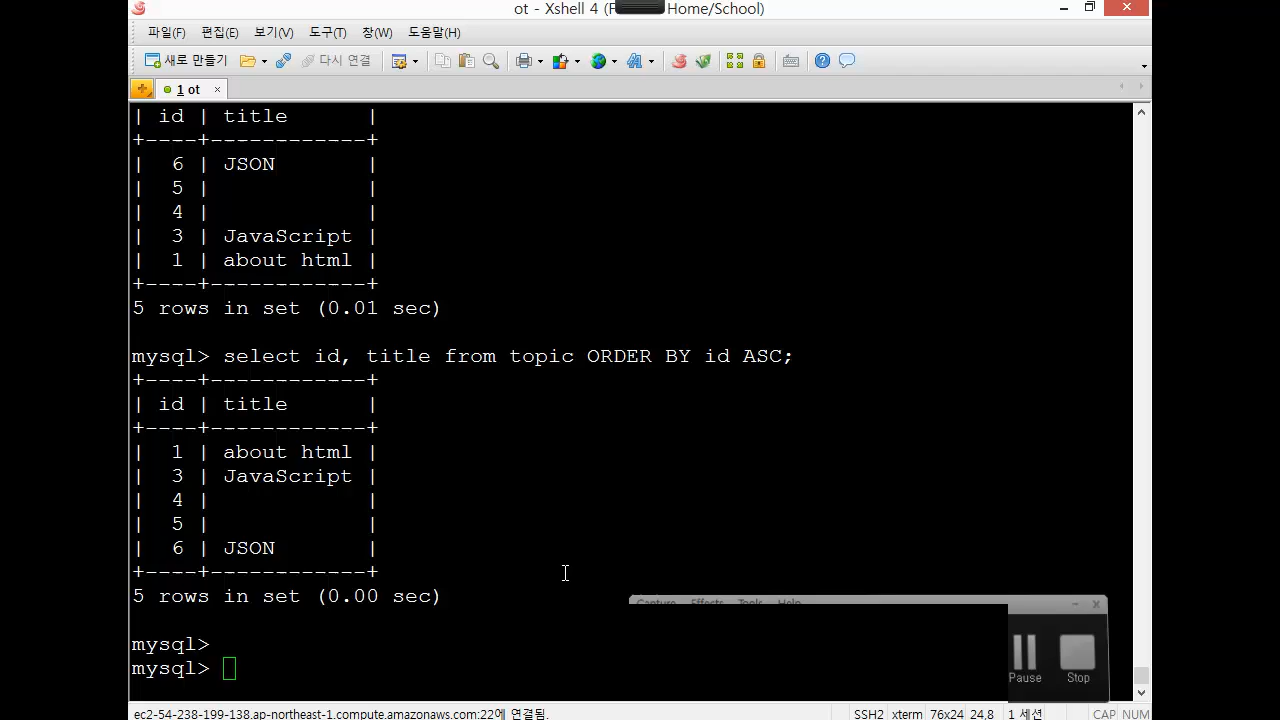 ot - Xshell 4 (F Home/School)
파일(F) 편집(E) 보기(V) 도구(T) 창(W) 도움말(H)
새로 만들기 다시 연결
1 ot ×
| id | title      |
+----+------------+
|  6 | JSON       |
|  5 |            |
|  4 |            |
|  3 | JavaScript |
|  1 | about html |
+----+------------+
5 rows in set (0.01 sec)
mysql> select id, title from topic ORDER BY id ASC;
+----+------------+
| id | title      |
+----+------------+
|  1 | about html |
|  3 | JavaScript |
|  4 |            |
|  5 |            |
|  6 | JSON       |
+----+------------+
5 rows in set (0.00 sec)
Capture Effects Tools Help
mysql>
mysql>
Pause Stop
ec2-54-238-199-138.ap-northeast-1.compute.amazonaws.com:22에 연결됨. SSH2 xterm 76x24 24,8 1 세션 CAP NUM